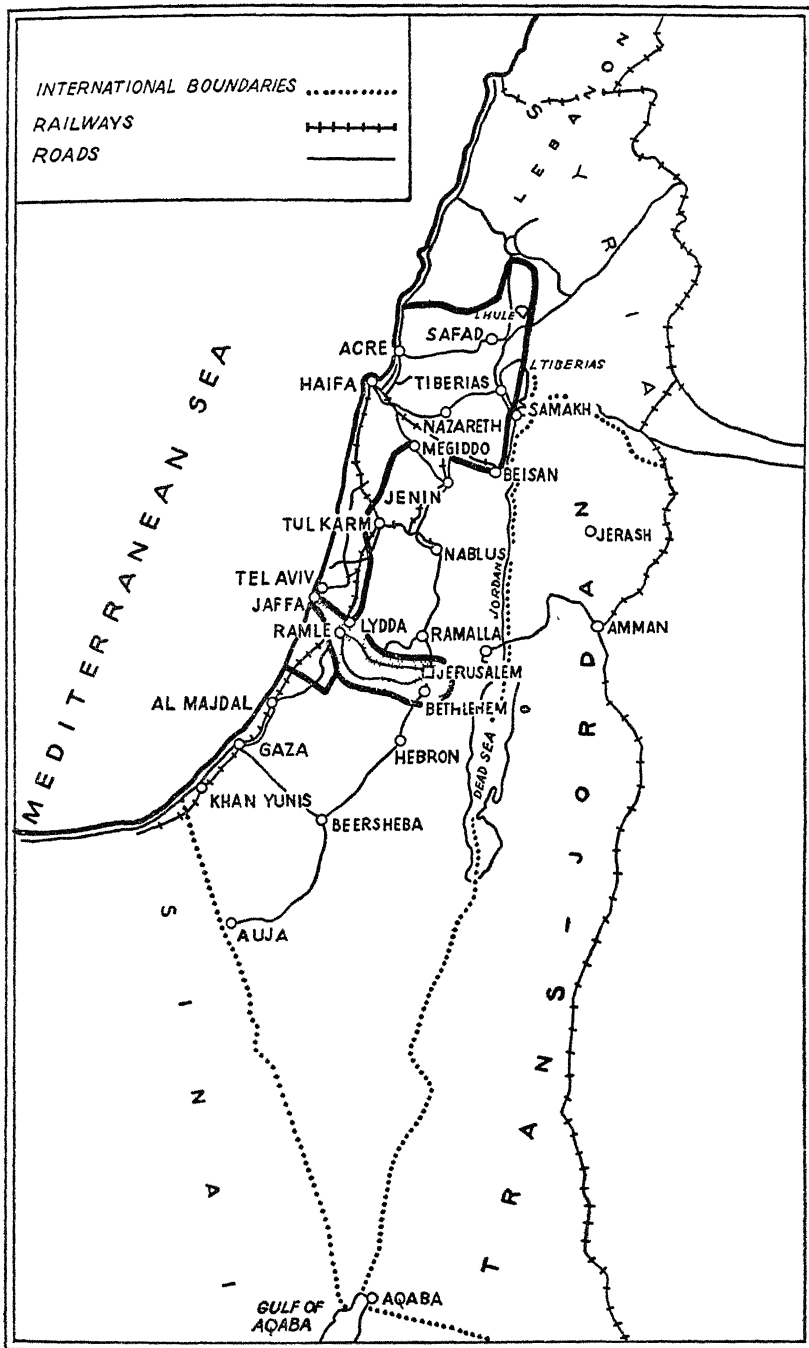 INTERNATIONAL BOUNDARIES
RAILWAYS
ROADS
LEBANON
SYRIA
MEDITERRANEAN SEA
L HULE
SAFAD
ACRE
L TIBERIAS
HAIFA
TIBERIAS
SAMAKH
NAZARETH
MEGIDDO
BEISAN
JENIN
TULKARM
JERASH
NABLUS
TEL AVIV
JORDAN
JAFFA
LYDDA
RAMLE
RAMALLA
AMMAN
JERUSALEM
AL MAJDAL
BETHLEHEM
GAZA
HEBRON
DEAD SEA
KHAN YUNIS
BEERSHEBA
TRANS-JORDAN
AUJA
SINAI
AQABA
GULF OF
AQABA